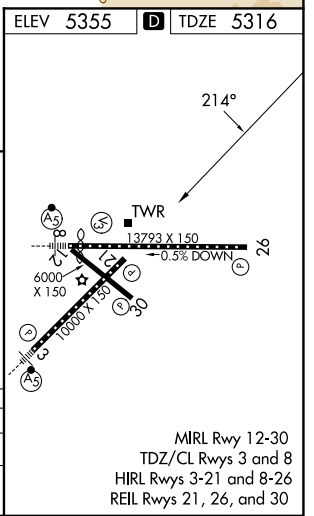 ELEV 5355 D TDZE 5316
214°
TWR
A5
V3
8
12
21
13793 X 150
0.5% DOWN
26
P
6000
X 150
P
P
30
10000 X 150
P
3
A5
MIRL Rwy 12-30
TDZ/CL Rwys 3 and 8
HIRL Rwys 3-21 and 8-26
REIL Rwys 21, 26, and 30